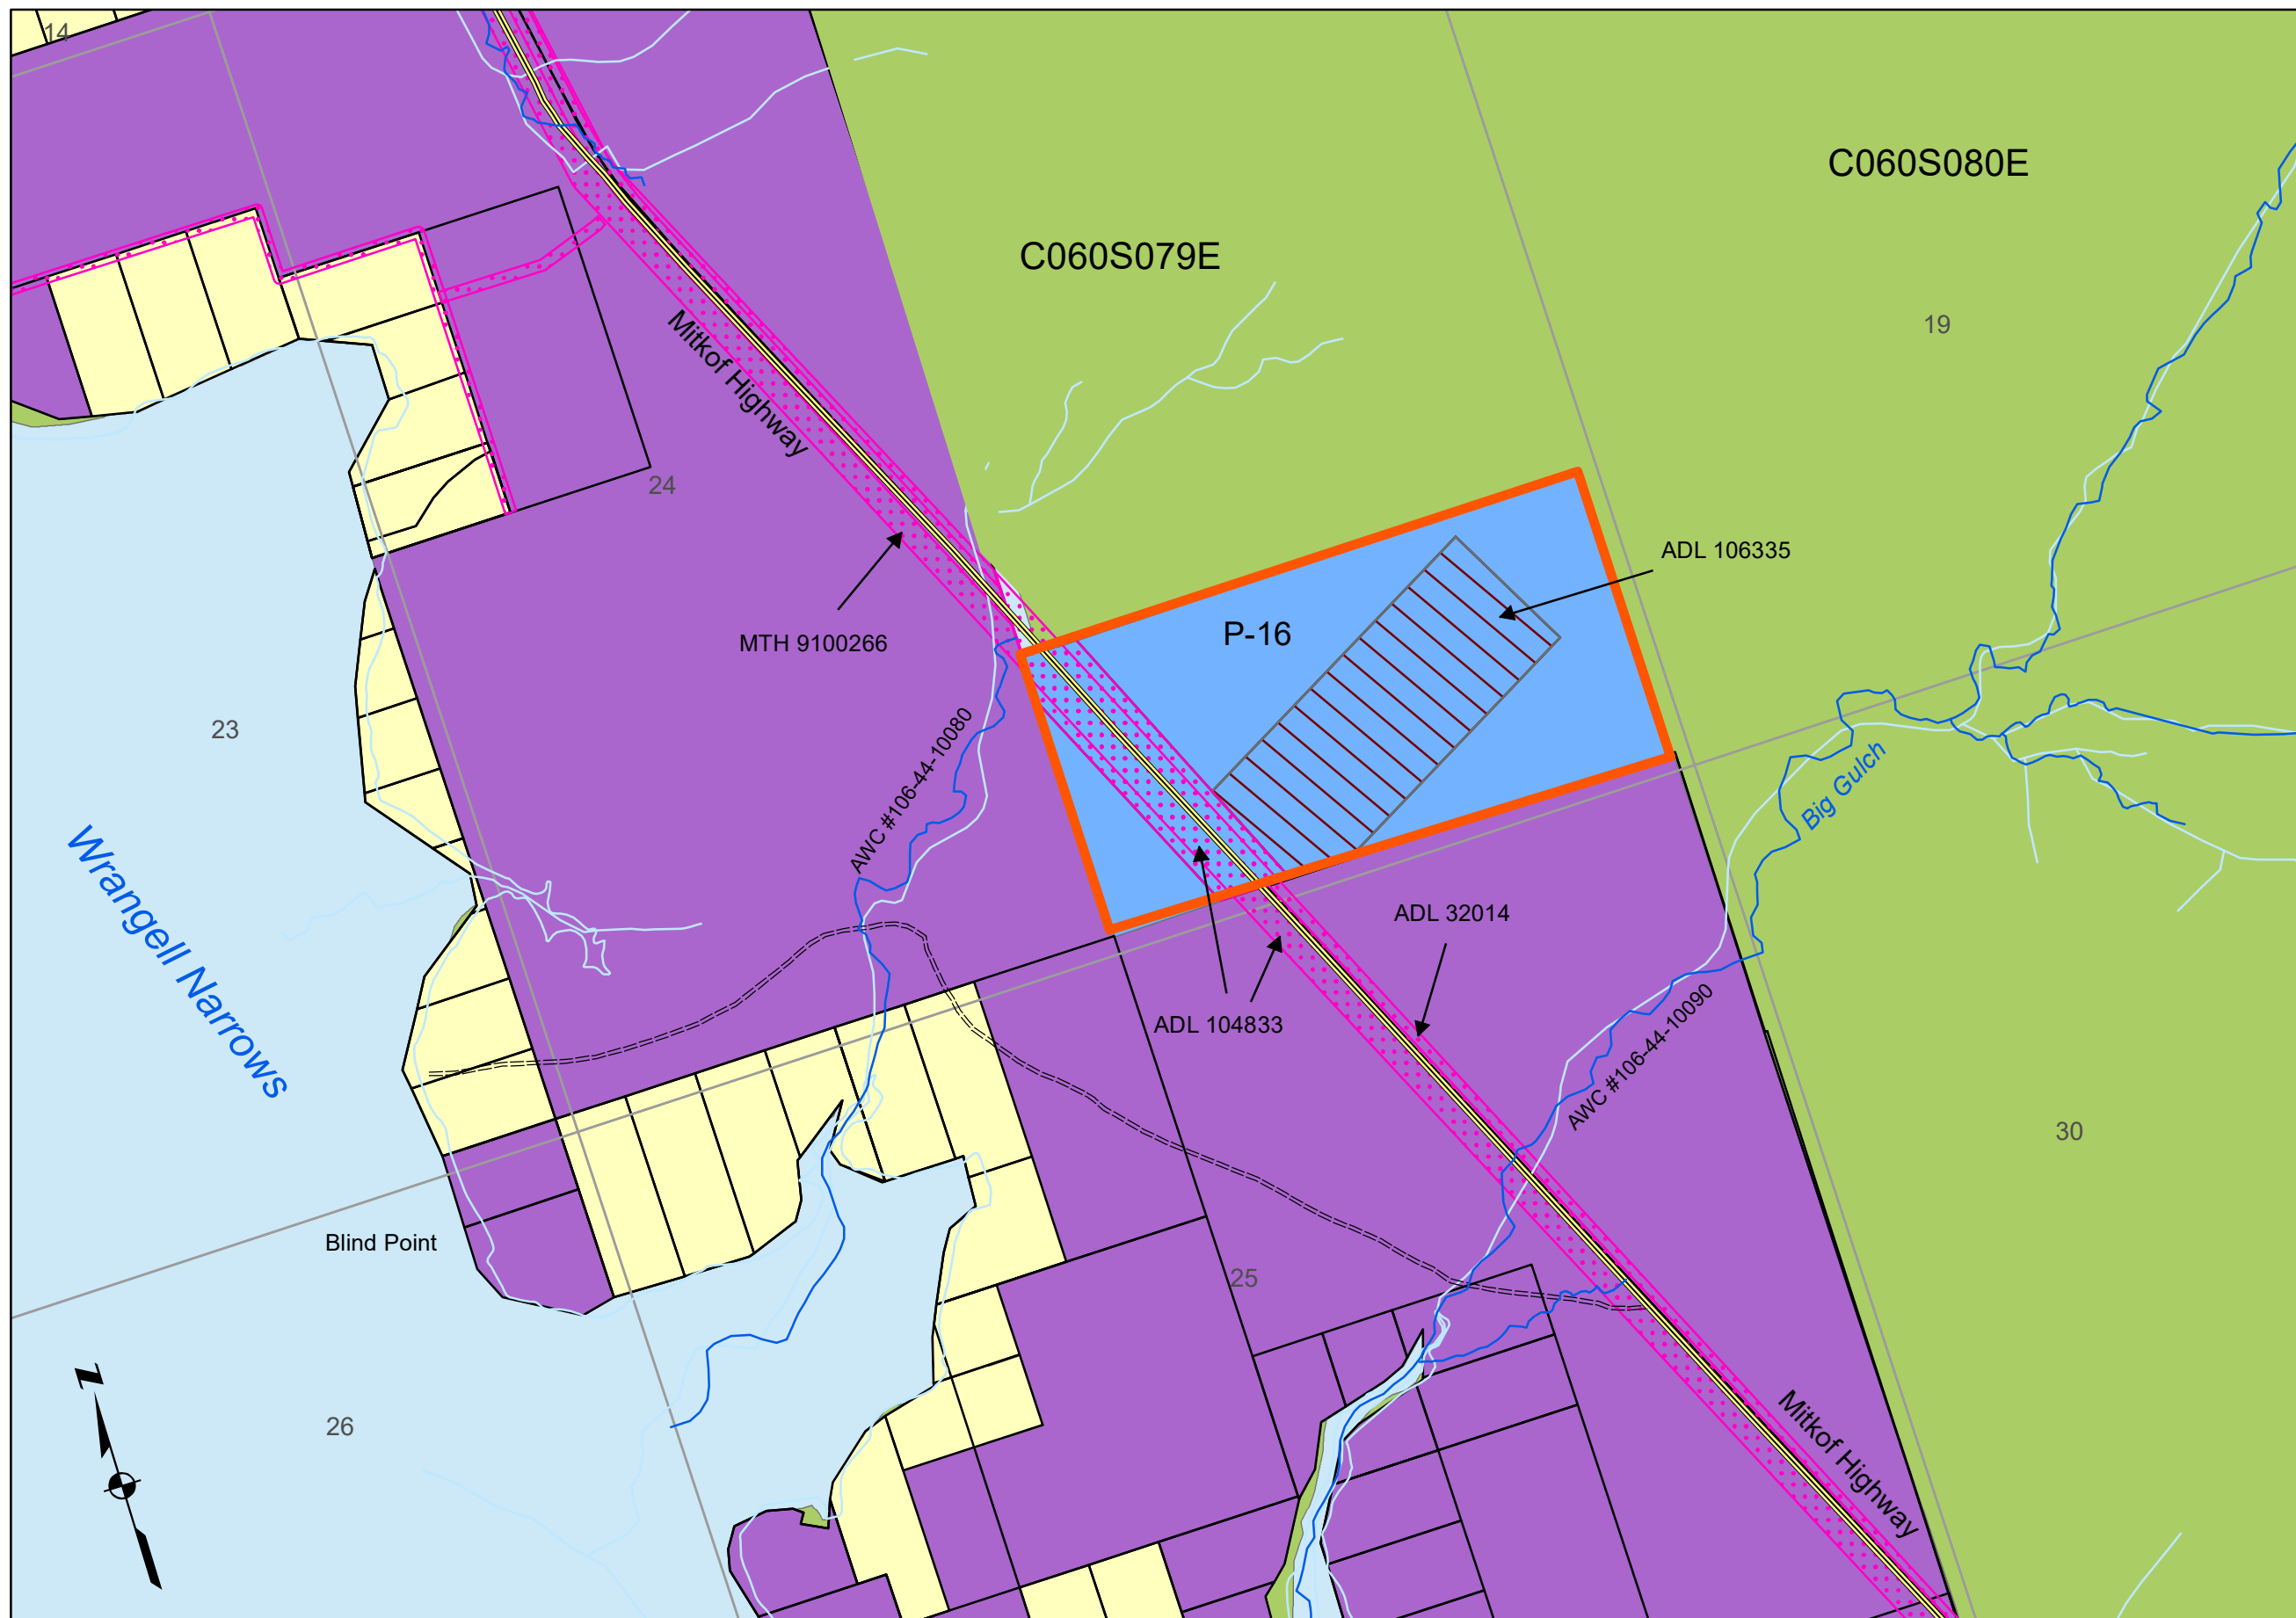 14
C060S080E
C060S079E
19
Mitkof Highway
24
ADL 106335
P-16
MTH 9100266
23
AWC #106-44-10080
Big Gulch
Wrangell Narrows
ADL 32014
ADL 104833
AWC #106-44-10090
30
Blind Point
25
N
26
Mitkof Highway